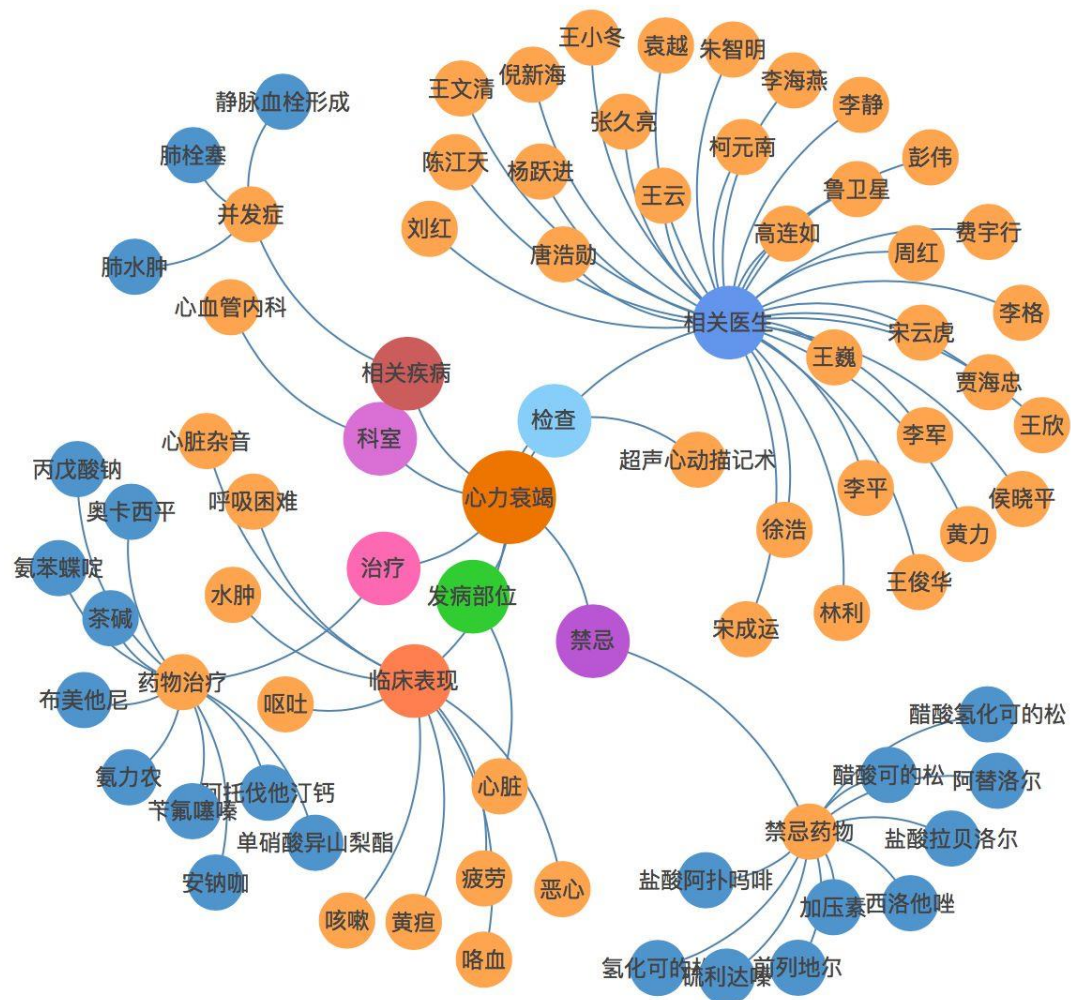 王小冬
袁越
朱智明
倪新海
李海燕
王文清
静脉血栓形成
李静
张久亮
肺栓塞
柯元南
陈江天
杨跃进
彭伟
王云
鲁卫星
并发症
刘红
高连如
费宇行
唐浩勋
周红
肺水肿
心血管内科
李格
相关医生
宋云虎
王巍
相关疾病
贾海忠
检查
王欣
科室
李军
心脏杂音
超声心动描记术
丙戊酸钠
李平
呼吸困难
心力衰竭
侯晓平
奥卡西平
徐浩
黄力
氨苯蝶啶
治疗
王俊华
水肿
发病部位
林利
茶碱
宋成运
禁忌
药物治疗
临床表现
布美他尼
呕吐
醋酸氢化可的松
氨力农
醋酸可的松
阿替洛尔
心脏
阿托伐他汀钙
苄氟噻嗪
禁忌药物
盐酸拉贝洛尔
单硝酸异山梨酯
疲劳
盐酸阿扑吗啡
安钠咖
恶心
西洛他唑
加压素
咳嗽
黄疸
咯血
氢化可的松
硫利达嗪
前列地尔